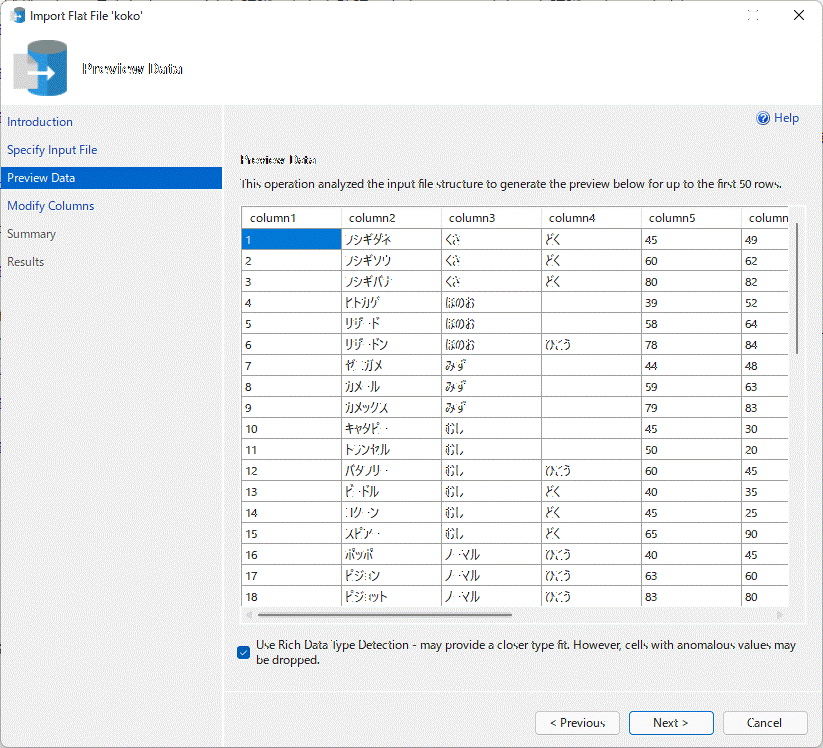 Import Flat File 'koko'
Preview Data
Introduction
Specify Input File
Preview Data
Modify Columns
Summary
Results
Help
Preview Data
This operation analyzed the input file structure to generate the preview below for up to the first 50 rows.
column1 column2 column3 column4 column5 column
1 フシギダネ くさ どく 45 49
2 フシギソウ くさ どく 60 62
3 フシギバナ くさ どく 80 82
4 ヒトカゲ ほのお 39 52
5 リザード ほのお 58 64
6 リザードン ほのお ひこう 78 84
7 ゼニガメ みず 44 48
8 カメール みず 59 63
9 カメックス みず 79 83
10 キャタピー むし 45 30
11 トランセル むし 50 20
12 バタフリー むし ひこう 60 45
13 ビードル むし どく 40 35
14 コクーン むし どく 45 25
15 スピアー むし どく 65 90
16 ポッポ ノーマル ひこう 40 45
17 ピジョン ノーマル ひこう 63 60
18 ピジョット ノーマル ひこう 83 80
Use Rich Data Type Detection - may provide a closer type fit. However, cells with anomalous values may
be dropped.
< Previous Next > Cancel